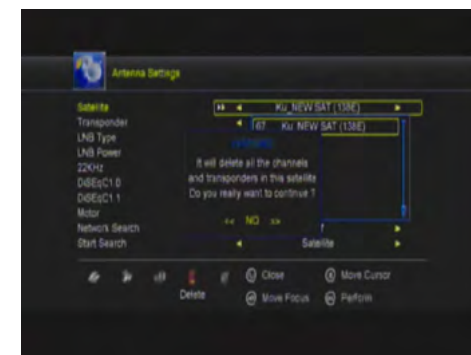 Antenna Settings
Satellite
Ku_NEW SAT (138E)
Transponder
67 Ku_NEW SAT (138E)
LNB Type
LNB Power
22KHz
DiSEqC1.0
DiSEqC1.1
Motor
Network Search
Start Search
Satellite
It will delete all the channels
and transponders in this satellite
Do you really want to continue ?
<< NO >>
Delete
Close
Move Cursor
Move Focus
Perform